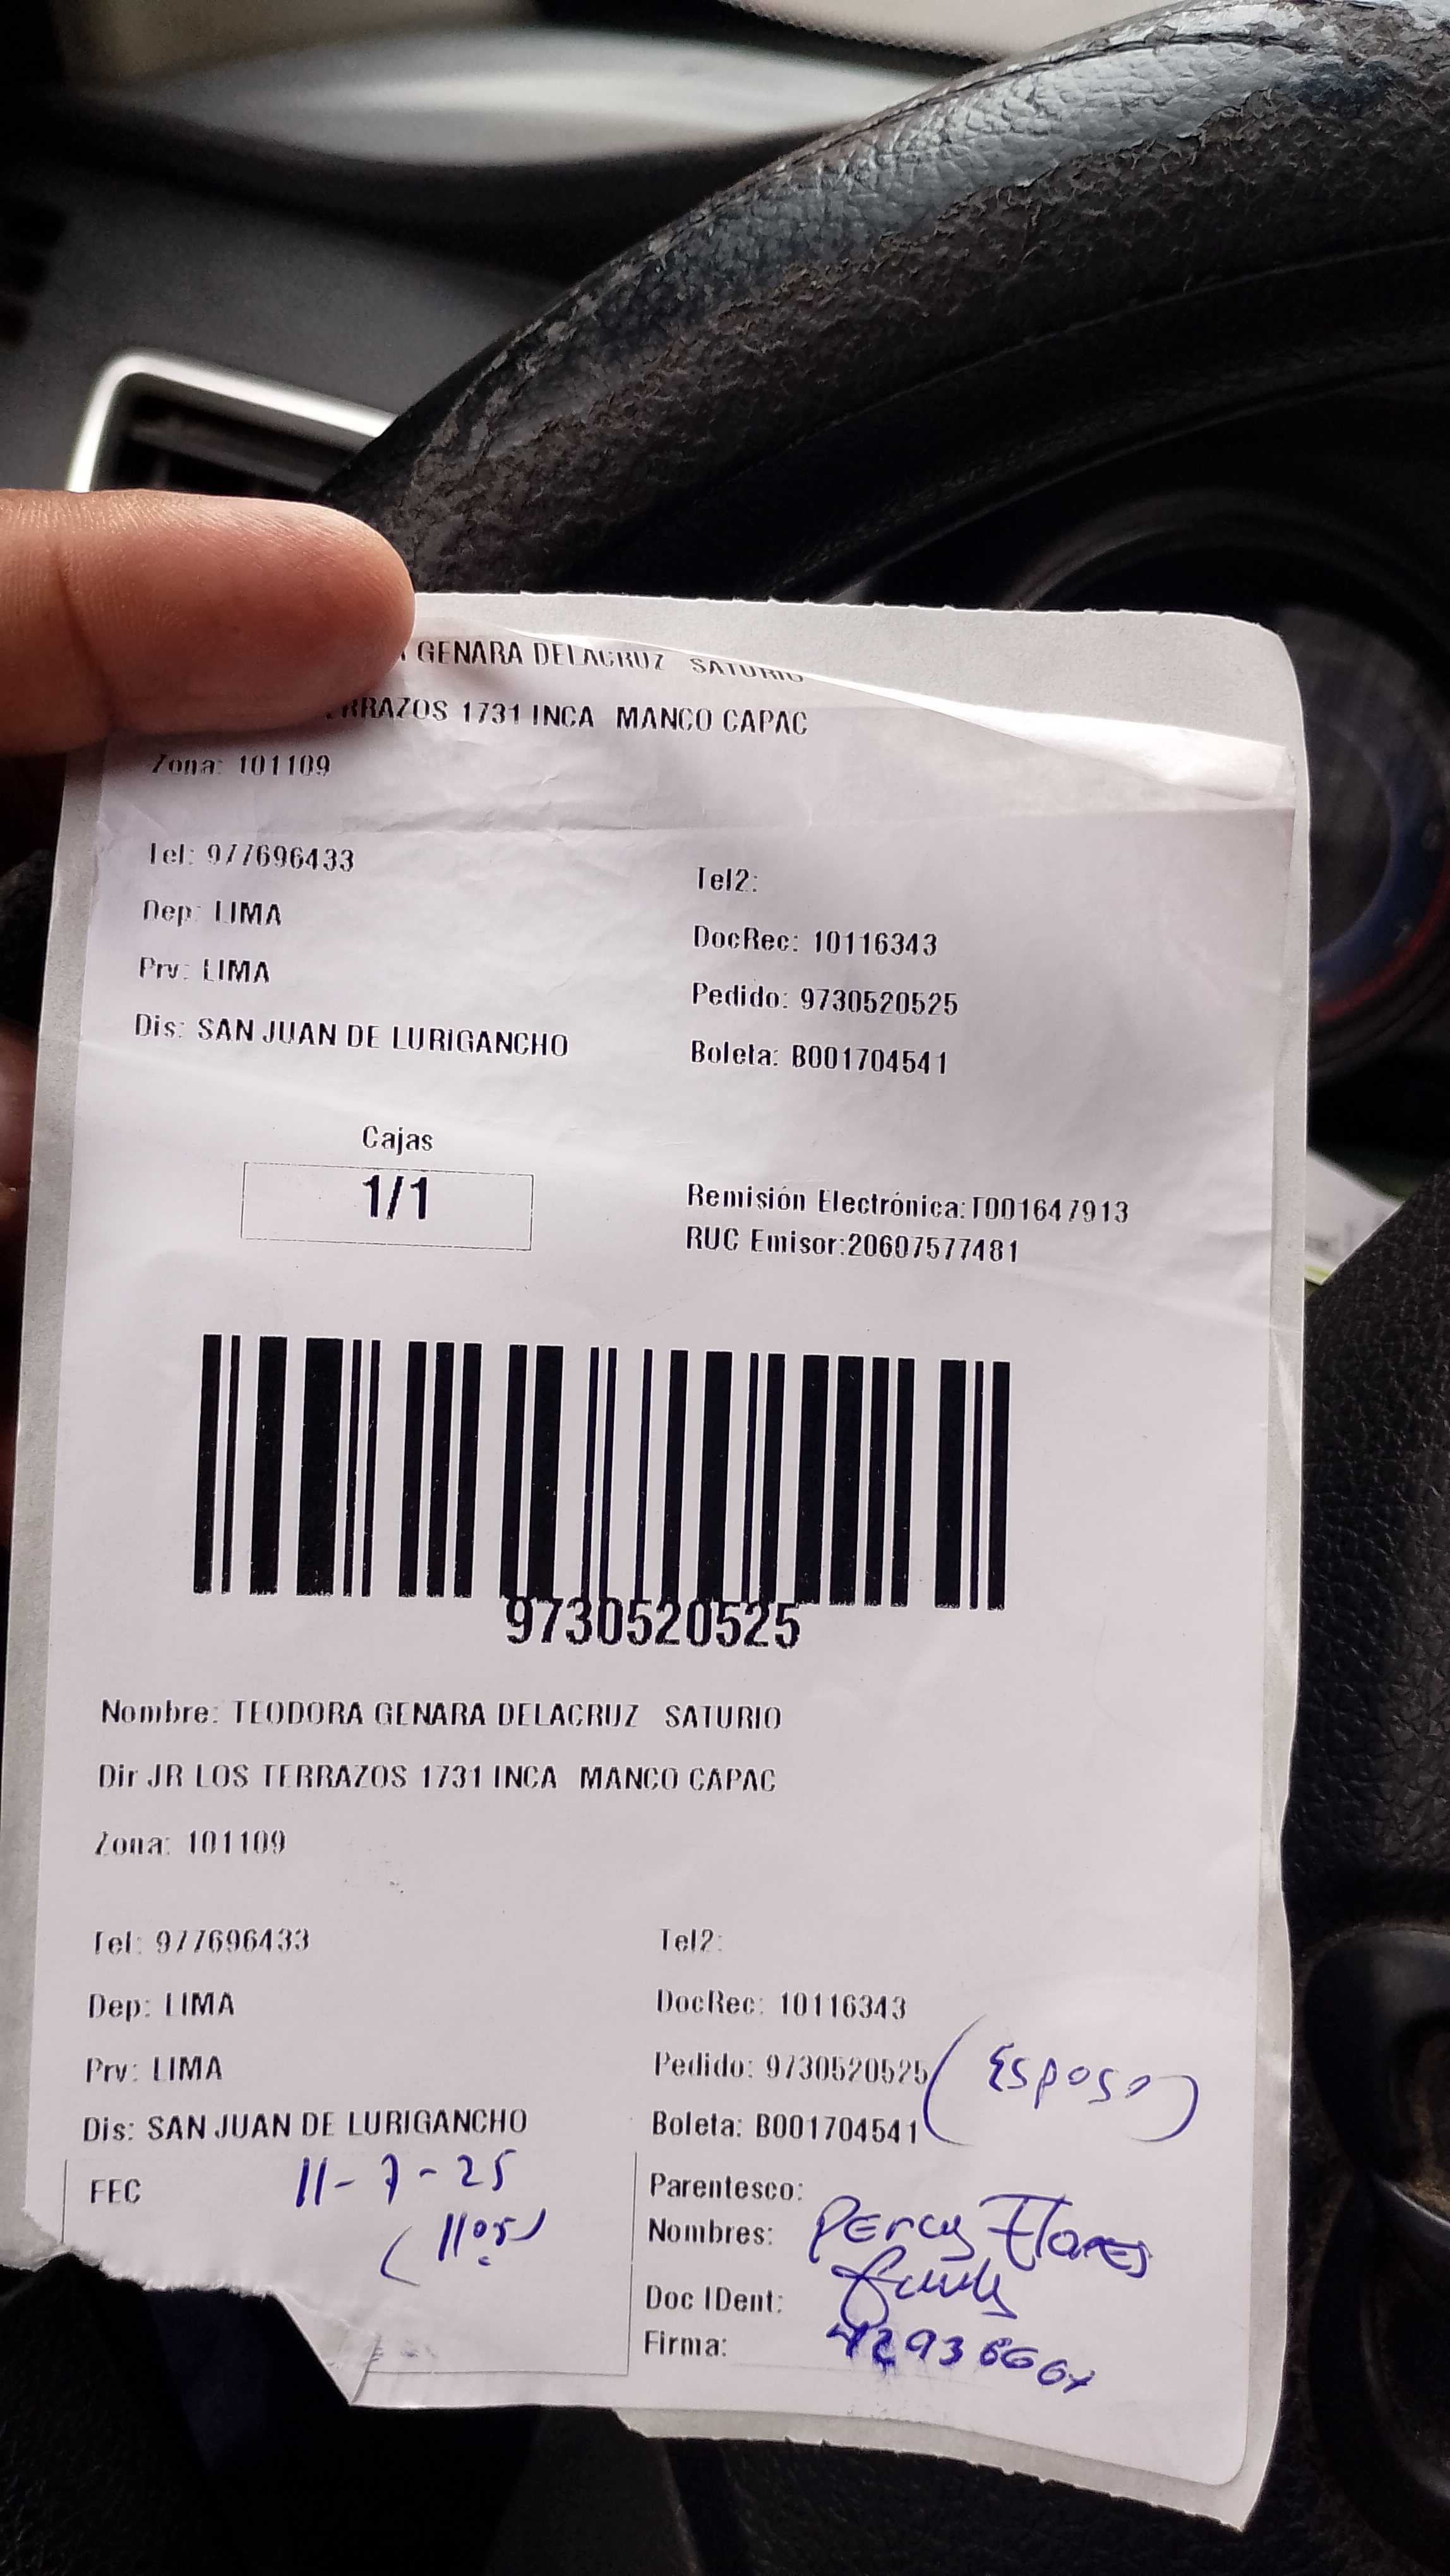 GENARA DELACRUZ SATURIO
RRAZOS 1731 INCA MANCO CAPAC
Zona: 101109
Tel: 977696433
Tel2:
Dep: LIMA
DocRec: 10116343
Prv: LIMA
Pedido: 9730520525
Dis: SAN JUAN DE LURIGANCHO
Boleta: B001704541
Cajas
1/1
Remisión Electrónica:T001647913
RUC Emisor:20607577481
9730520525
Nombre: TEODORA GENARA DELACRUZ SATURIO
Dir JR LOS TERRAZOS 1731 INCA MANCO CAPAC
Zona: 101109
Tel: 977696433
Tel2:
Dep: LIMA
DocRec: 10116343
Prv: LIMA
Pedido: 9730520525 (Esposo)
Dis: SAN JUAN DE LURIGANCHO
Boleta: B001704541
FEC 11-7-25
Parentesco:
Nombres: Percy Flores
Doc IDent:
Firma: